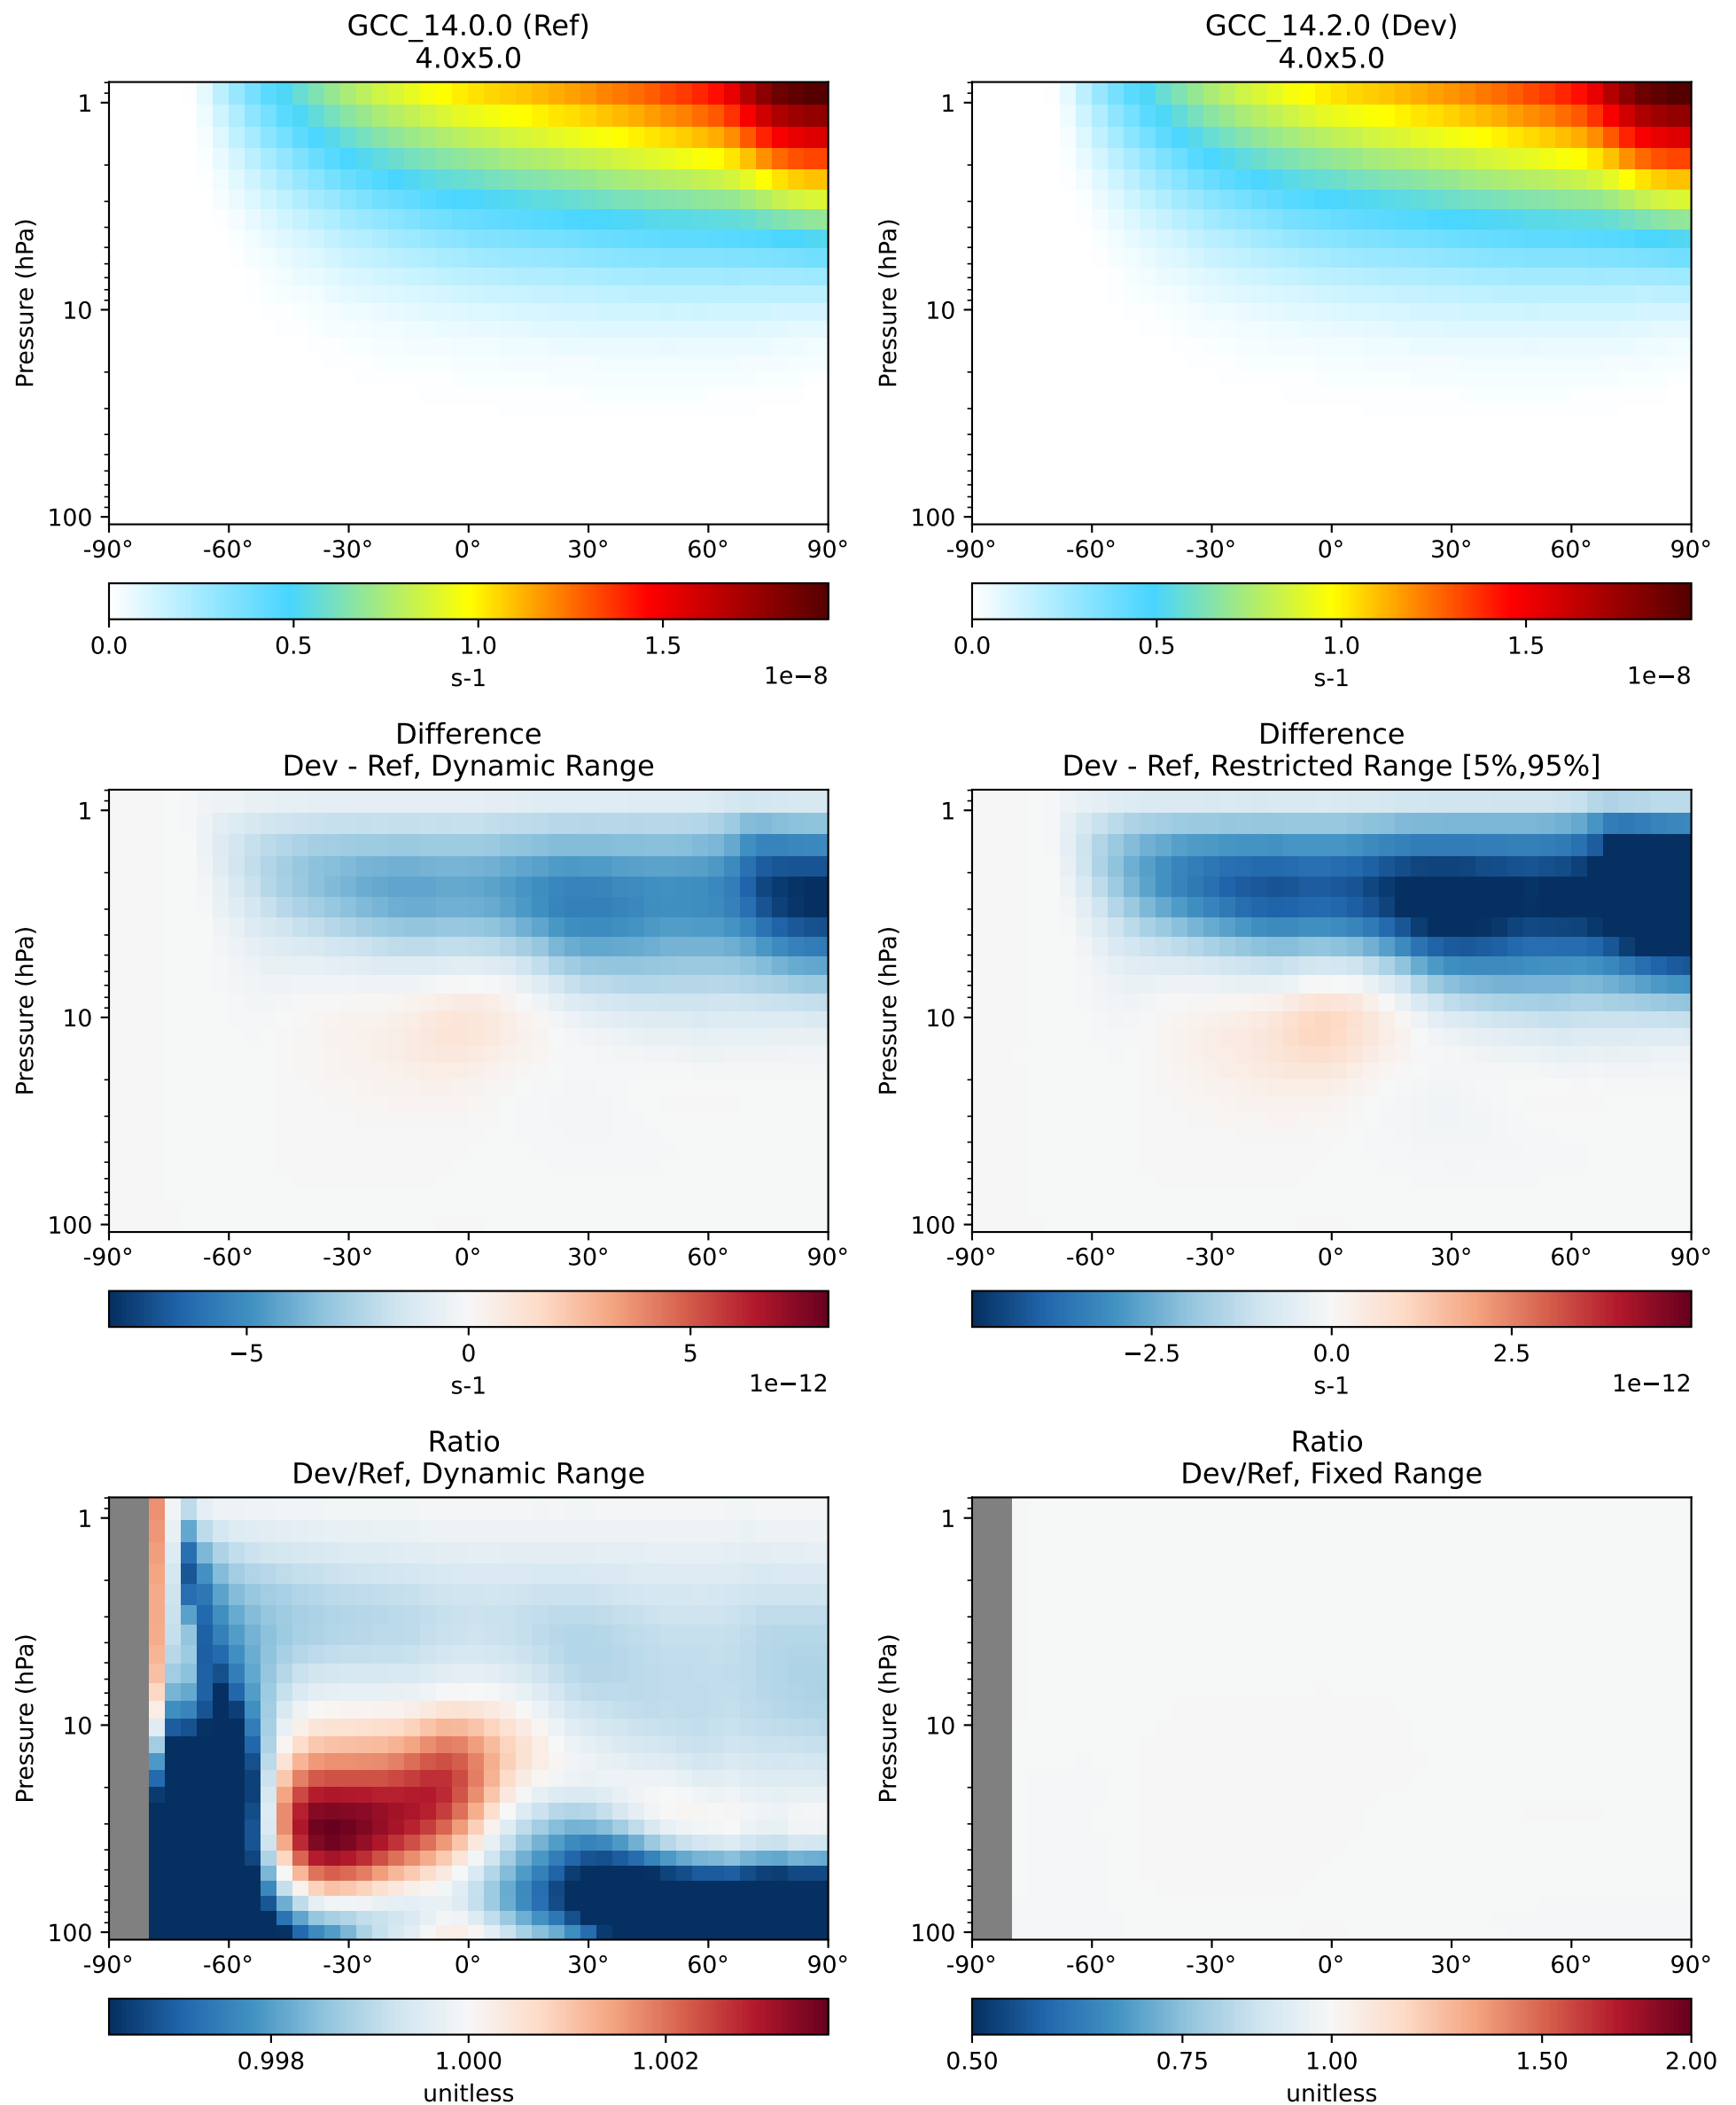 GCC_14.0.0 (Ref)
4.0x5.0
Pressure (hPa)
1
10
100
-90° -60° -30° 0° 30° 60° 90°
0.0 0.5 1.0 1.5
s-1 1e−8
GCC_14.2.0 (Dev)
4.0x5.0
Pressure (hPa)
1
10
100
-90° -60° -30° 0° 30° 60° 90°
0.0 0.5 1.0 1.5
s-1 1e−8
Difference
Dev - Ref, Dynamic Range
Pressure (hPa)
1
10
100
-90° -60° -30° 0° 30° 60° 90°
−5 0 5
s-1 1e−12
Difference
Dev - Ref, Restricted Range [5%,95%]
Pressure (hPa)
1
10
100
-90° -60° -30° 0° 30° 60° 90°
−2.5 0.0 2.5
s-1 1e−12
Ratio
Dev/Ref, Dynamic Range
Pressure (hPa)
1
10
100
-90° -60° -30° 0° 30° 60° 90°
0.998 1.000 1.002
unitless
Ratio
Dev/Ref, Fixed Range
Pressure (hPa)
1
10
100
-90° -60° -30° 0° 30° 60° 90°
0.50 0.75 1.00 1.50 2.00
unitless